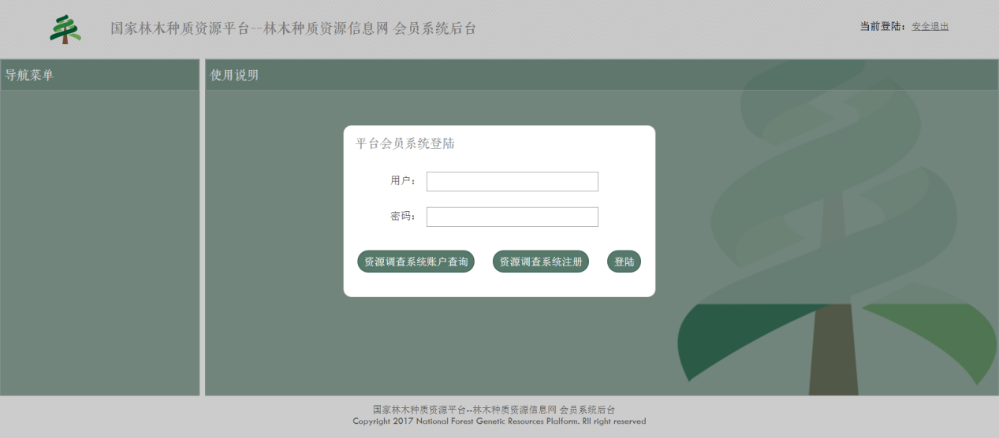 国家林木种质资源平台--林木种质资源信息网 会员系统后台
当前登陆： 安全退出
导航菜单
使用说明
平台会员系统登陆
用户：
密码：
资源调查系统账户查询 资源调查系统注册 登陆
国家林木种质资源平台--林木种质资源信息网 会员系统后台
Copyright 2017 National Forest Genetic Resources Plalform. Rll right reserved